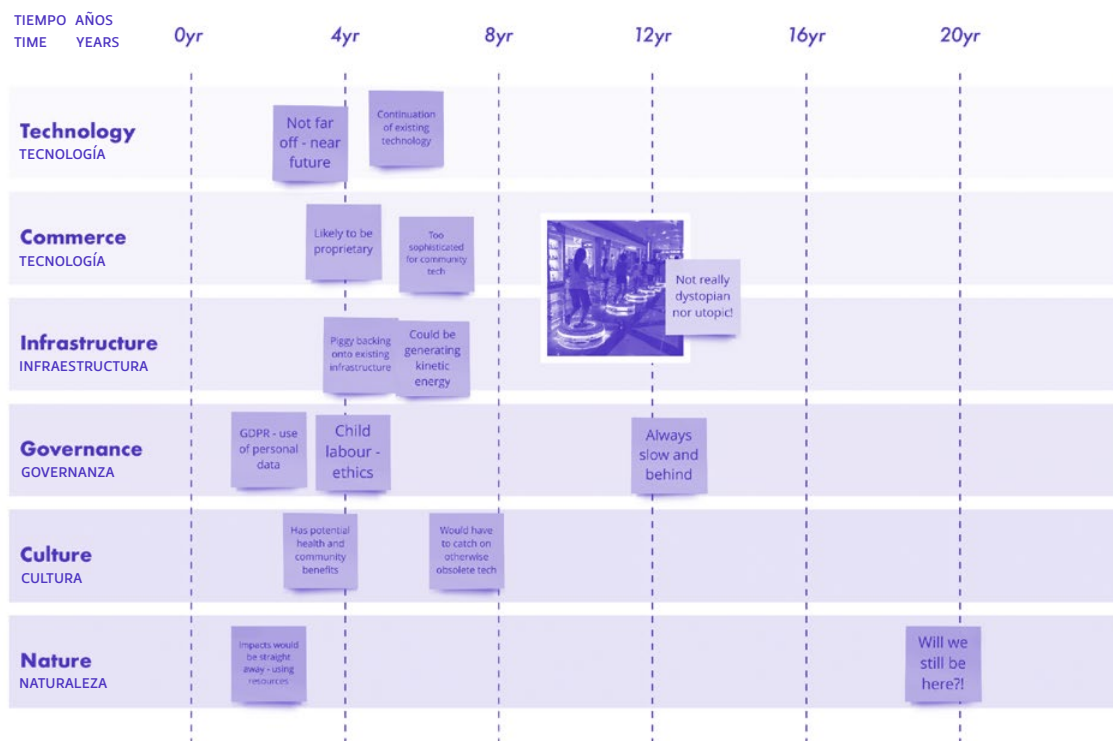 TIEMPO AÑOS
TIME YEARS
0yr 4yr 8yr 12yr 16yr 20yr
Technology
TECNOLOGÍA
Not far
off - near
future
Continuation
of existing
technology
Commerce
TECNOLOGÍA
Likely to be
proprietary
Too
sophisticated
for community
tech
Not really
dystopian
nor utopic!
Infrastructure
INFRAESTRUCTURA
Piggy backing
onto existing
infrastructure
Could be
generating
kinetic
energy
Governance
GOVERNANZA
GDPR - use
of personal
data
Child
labour -
ethics
Always
slow and
behind
Culture
CULTURA
Has potential
health and
community
benefits
Would have
to catch on
otherwise
obsolete tech
Nature
NATURALEZA
Impacts would
be straight
away - using
resources
Will we
still be
here?!